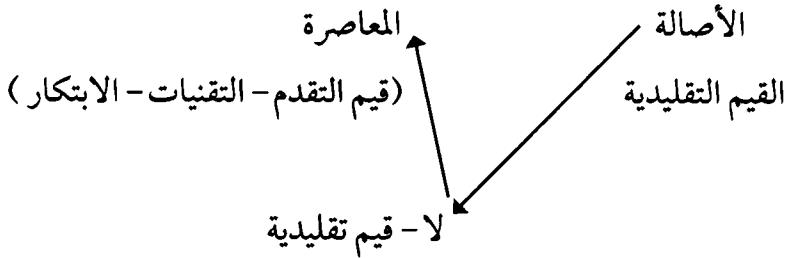 الأصالة المعاصرة
القيم التقليدية (قيم التقدم – التقنيات – الابتكار)
لا – قيم تقليدية